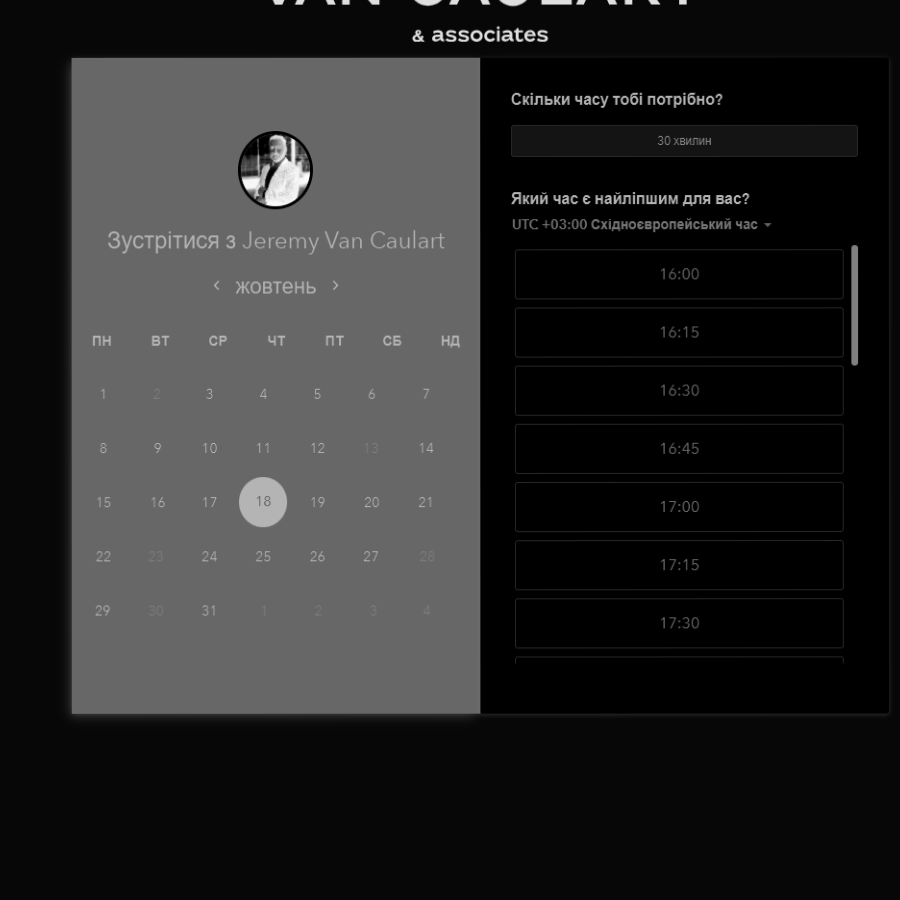 VAN CAULART
& associates
Зустрітися з Jeremy Van Caulart
жовтень
ПН ВТ СР ЧТ ПТ СБ НД
1 2 3 4 5 6 7
8 9 10 11 12 13 14
15 16 17 18 19 20 21
22 23 24 25 26 27 28
29 30 31 1 2 3 4
Скільки часу тобі потрібно?
30 хвилин
Який час є найліпшим для вас?
UTC +03:00 Східноєвропейський час
16:00
16:15
16:30
16:45
17:00
17:15
17:30